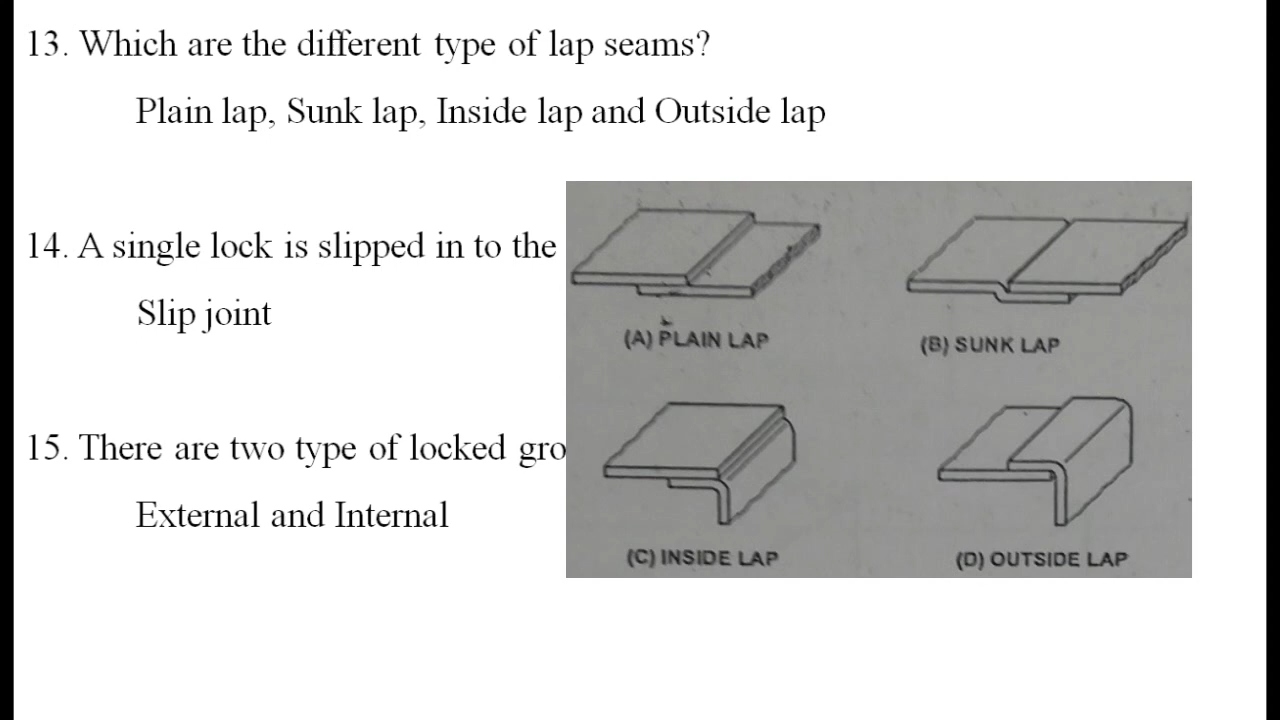 13. Which are the different type of lap seams?
Plain lap, Sunk lap, Inside lap and Outside lap
14. A single lock is slipped in to the
Slip joint
15. There are two type of locked gro
External and Internal
(A) PLAIN LAP
(B) SUNK LAP
(C) INSIDE LAP
(D) OUTSIDE LAP